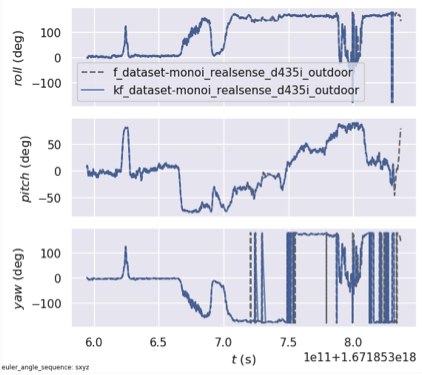 100
0
−100
roll (deg)
f_dataset-monoi_realsense_d435i_outdoor
kf_dataset-monoi_realsense_d435i_outdoor
50
0
−50
pitch (deg)
100
0
−100
yaw (deg)
6.0 6.5 7.0 7.5 8.0
t (s)
1e11+1.671853e18
euler_angle_sequence: sxyz